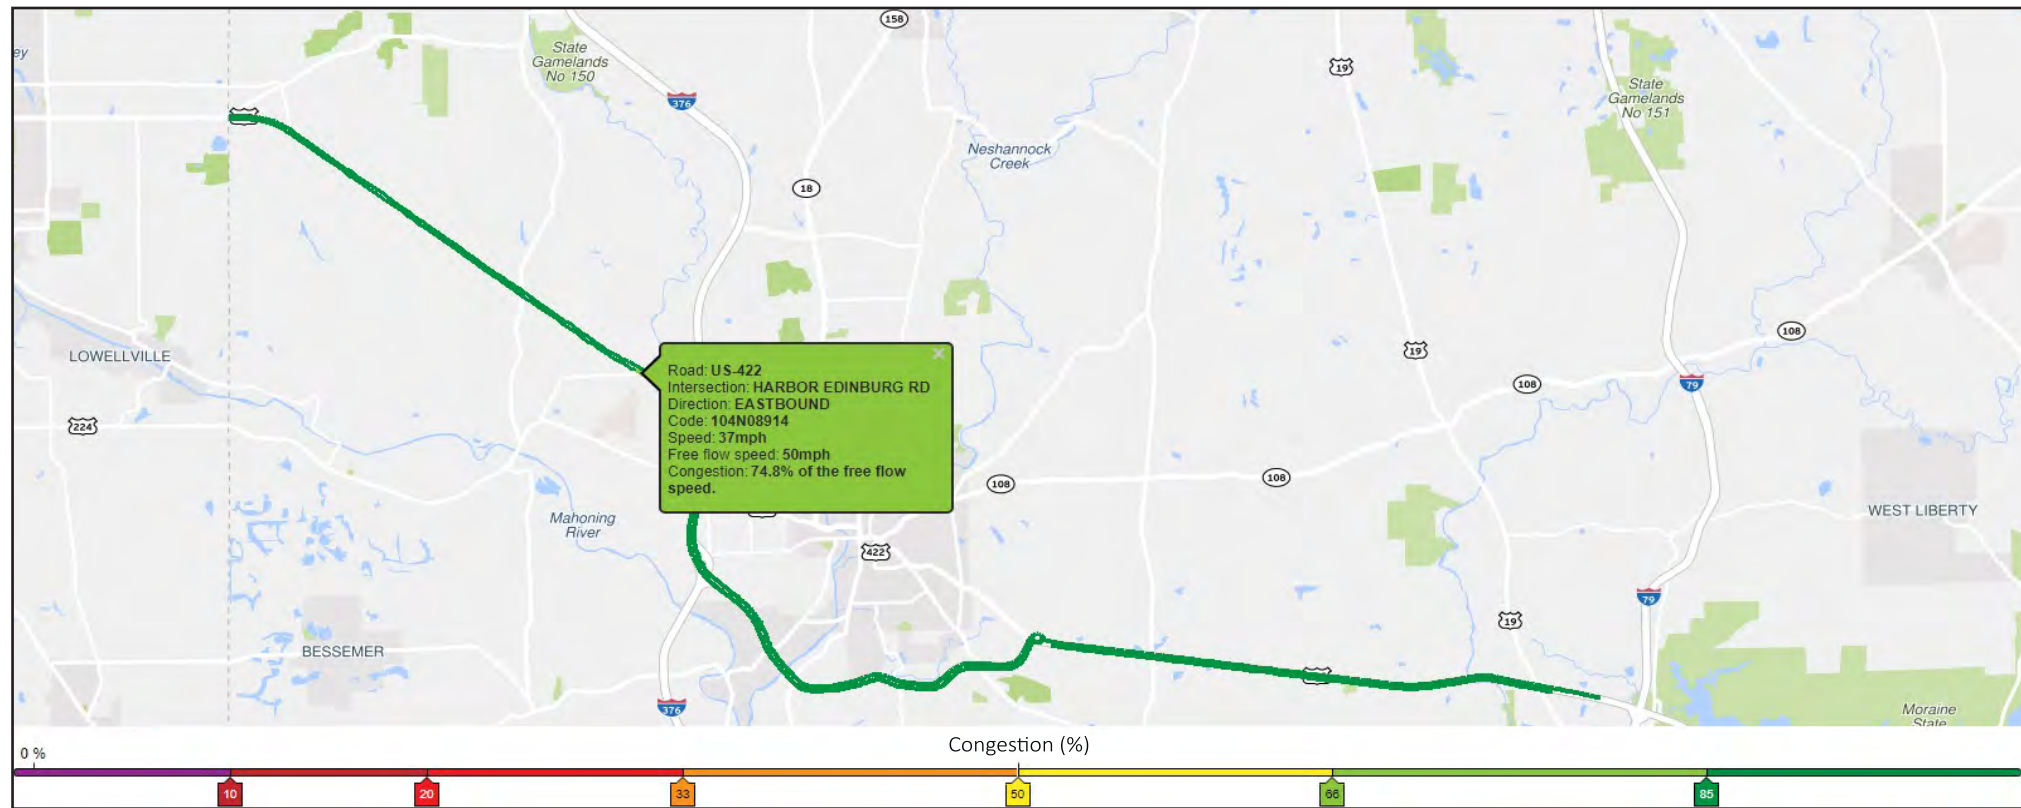 158
ey
State
Gamelands
No 150
19
376
State
Gamelands
No 151
Neshannock
Creek
18
LOWELLVILLE
108
19
Road: US-422
Intersection: HARBOR EDINBURG RD
Direction: EASTBOUND
Code: 104N08914
Speed: 37mph
Free flow speed: 50mph
Congestion: 74.8% of the free flow
speed.
108
79
224
108
108
WEST LIBERTY
Mahoning
River
422
79
19
BESSEMER
376
Moraine
State
Congestion (%)
0 %
10
20
33
50
66
85